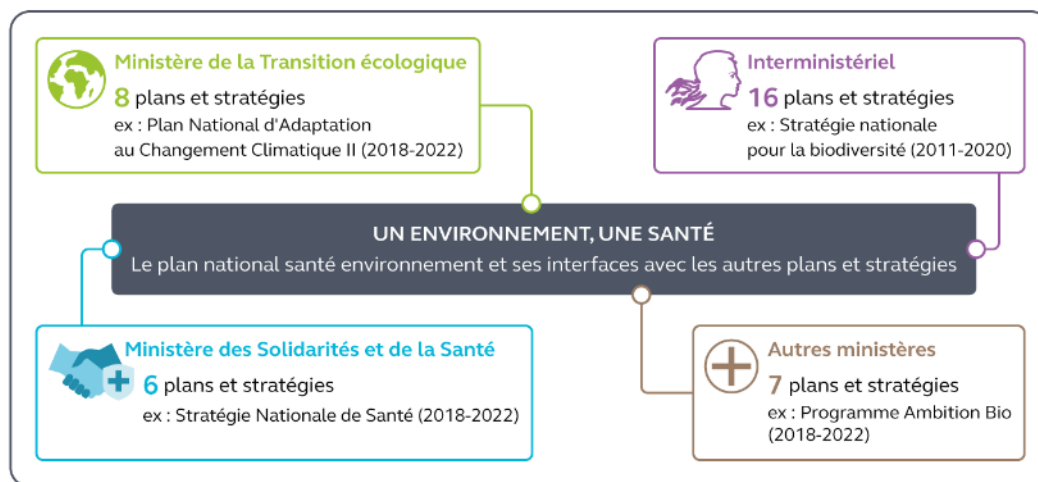 Ministère de la Transition écologique
8 plans et stratégies
ex : Plan National d'Adaptation
au Changement Climatique II (2018-2022)
Interministériel
16 plans et stratégies
ex : Stratégie nationale
pour la biodiversité (2011-2020)
UN ENVIRONNEMENT, UNE SANTÉ
Le plan national santé environnement et ses interfaces avec les autres plans et stratégies
Ministère des Solidarités et de la Santé
6 plans et stratégies
ex : Stratégie Nationale de Santé (2018-2022)
Autres ministères
7 plans et stratégies
ex : Programme Ambition Bio
(2018-2022)